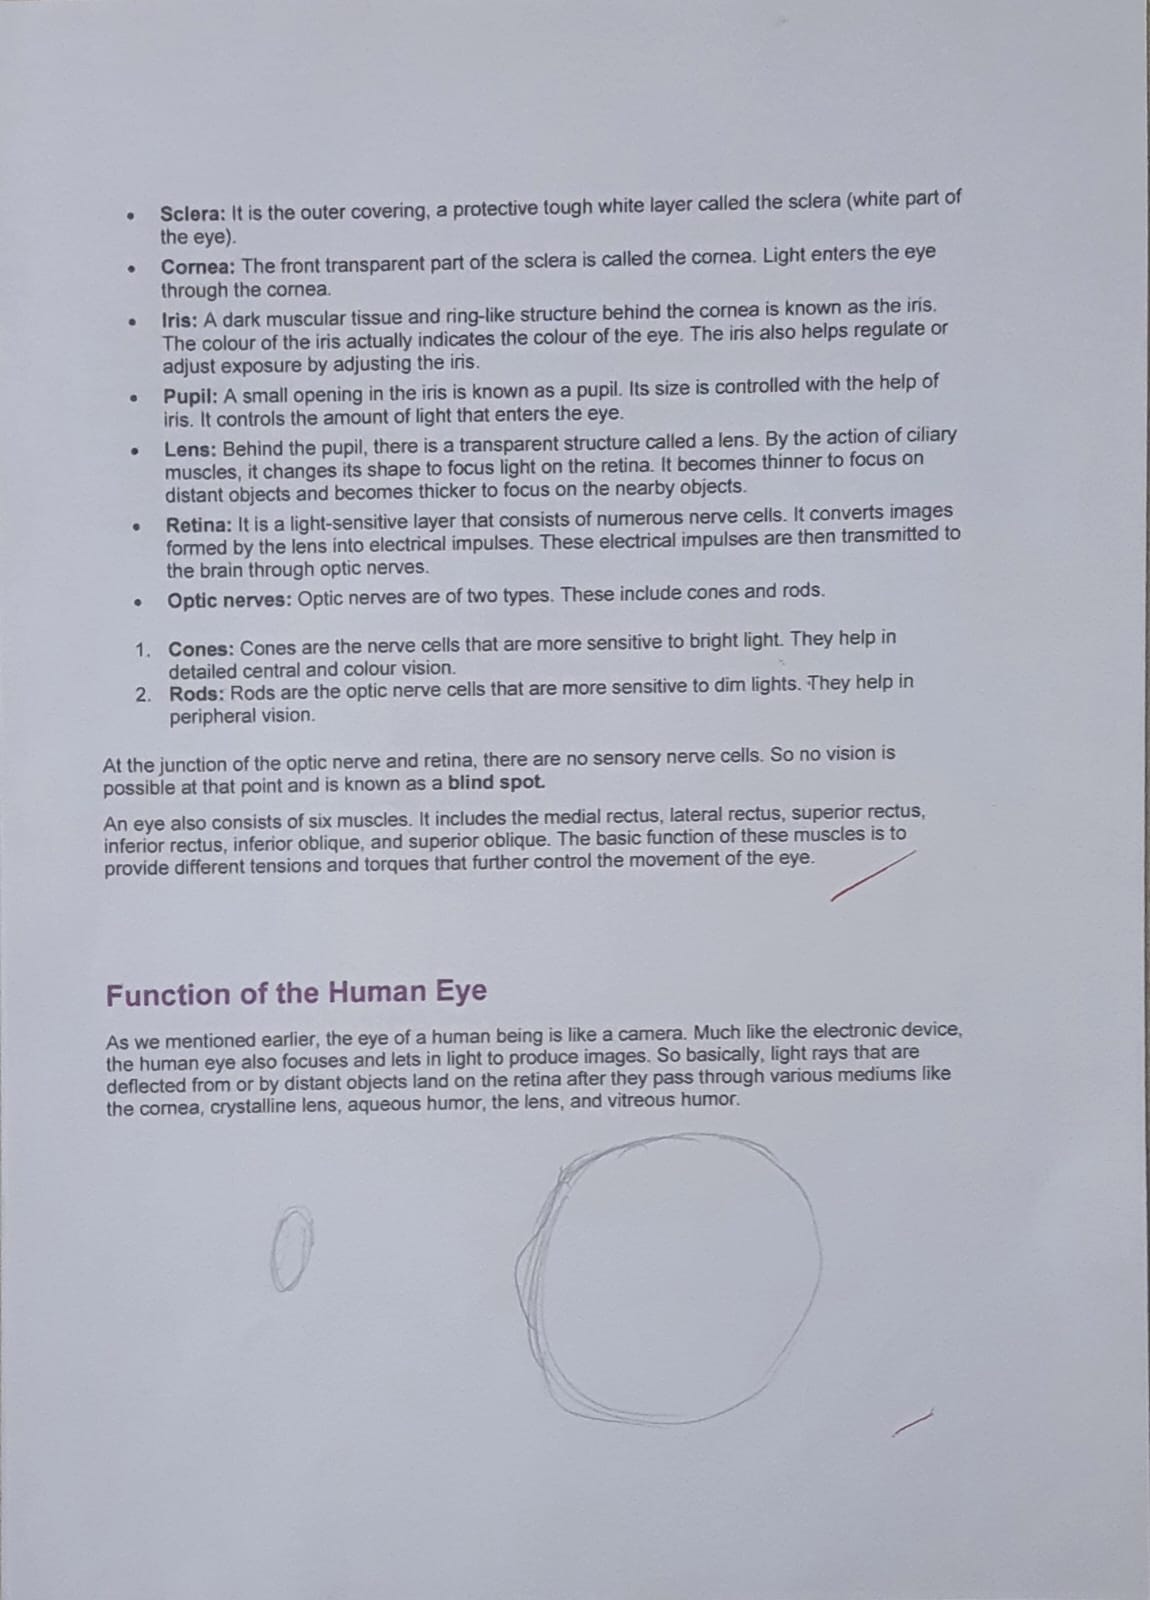 • Sclera: It is the outer covering, a protective tough white layer called the sclera (white part of
the eye).
• Cornea: The front transparent part of the sclera is called the cornea. Light enters the eye
through the cornea.
• Iris: A dark muscular tissue and ring-like structure behind the cornea is known as the iris.
The colour of the iris actually indicates the colour of the eye. The iris also helps regulate or
adjust exposure by adjusting the iris.
• Pupil: A small opening in the iris is known as a pupil. Its size is controlled with the help of
iris. It controls the amount of light that enters the eye.
• Lens: Behind the pupil, there is a transparent structure called a lens. By the action of ciliary
muscles, it changes its shape to focus light on the retina. It becomes thinner to focus on
distant objects and becomes thicker to focus on the nearby objects.
• Retina: It is a light-sensitive layer that consists of numerous nerve cells. It converts images
formed by the lens into electrical impulses. These electrical impulses are then transmitted to
the brain through optic nerves.
• Optic nerves: Optic nerves are of two types. These include cones and rods.
1. Cones: Cones are the nerve cells that are more sensitive to bright light. They help in
detailed central and colour vision.
2. Rods: Rods are the optic nerve cells that are more sensitive to dim lights. They help in
peripheral vision.
At the junction of the optic nerve and retina, there are no sensory nerve cells. So no vision is
possible at that point and is known as a blind spot.
An eye also consists of six muscles. It includes the medial rectus, lateral rectus, superior rectus,
inferior rectus, inferior oblique, and superior oblique. The basic function of these muscles is to
provide different tensions and torques that further control the movement of the eye.
Function of the Human Eye
As we mentioned earlier, the eye of a human being is like a camera. Much like the electronic device,
the human eye also focuses and lets in light to produce images. So basically, light rays that are
deflected from or by distant objects land on the retina after they pass through various mediums like
the cornea, crystalline lens, aqueous humor, the lens, and vitreous humor.